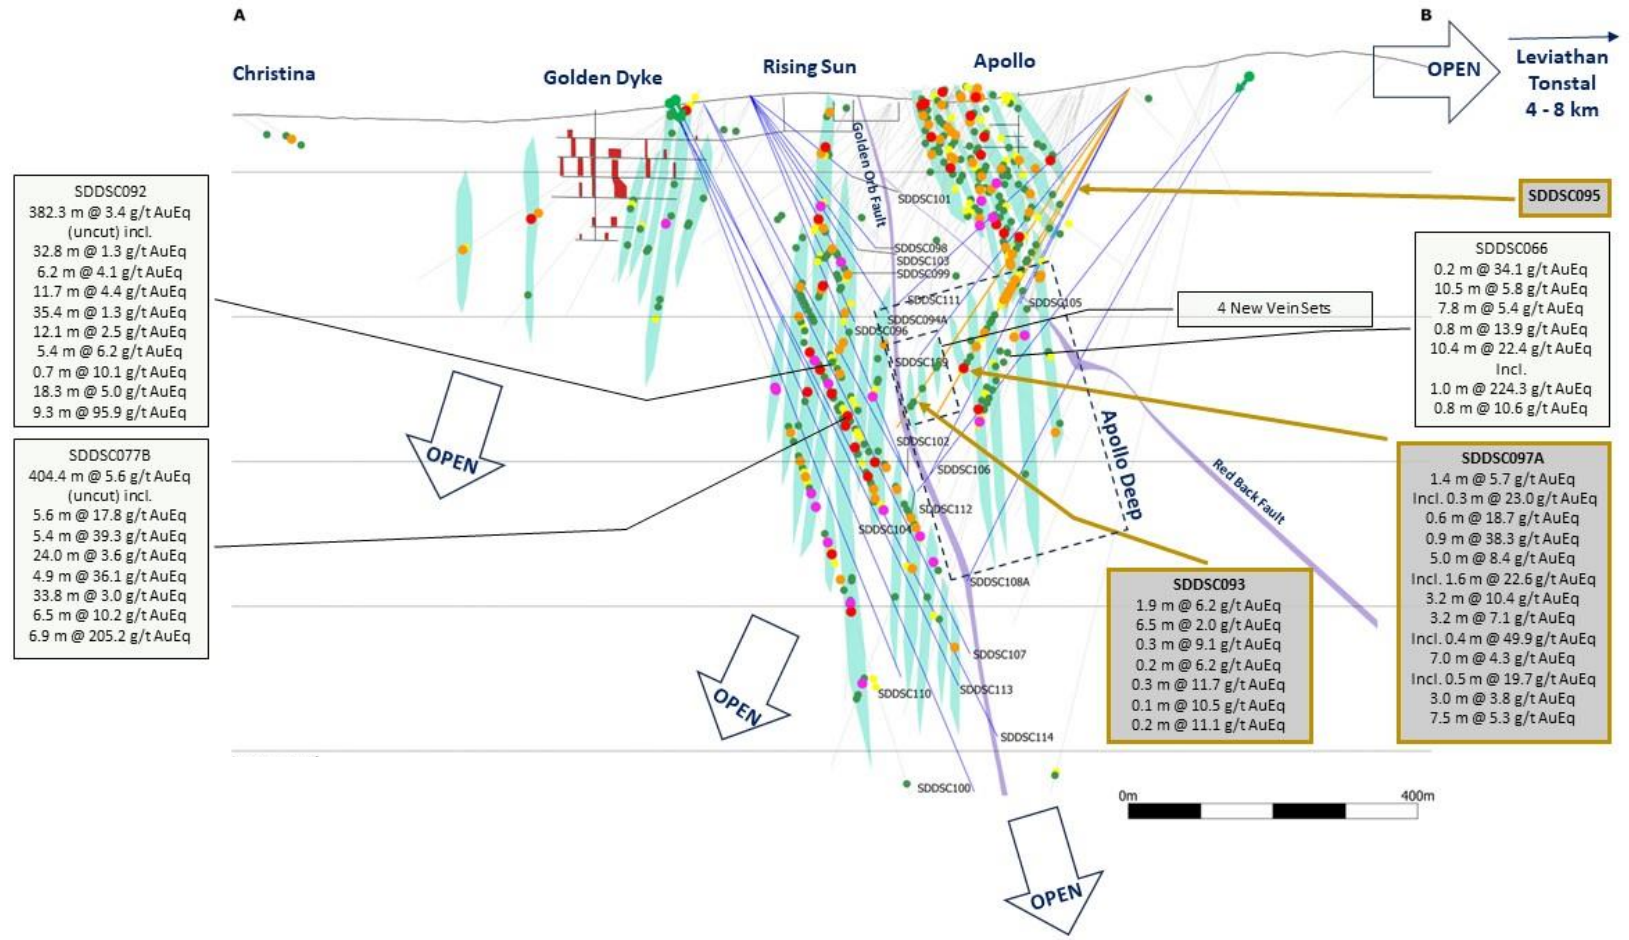 A
B
Christina
Golden Dyke
Rising Sun
Apollo
OPEN
Leviathan
Tonstal
4 - 8 km
Golden Orb Fault
SDDSC092
382.3 m @ 3.4 g/t AuEq
(uncut) incl.
32.8 m @ 1.3 g/t AuEq
6.2 m @ 4.1 g/t AuEq
11.7 m @ 4.4 g/t AuEq
35.4 m @ 1.3 g/t AuEq
12.1 m @ 2.5 g/t AuEq
5.4 m @ 6.2 g/t AuEq
0.7 m @ 10.1 g/t AuEq
18.3 m @ 5.0 g/t AuEq
9.3 m @ 95.9 g/t AuEq
SDDSC077B
404.4 m @ 5.6 g/t AuEq
(uncut) incl.
5.6 m @ 17.8 g/t AuEq
5.4 m @ 39.3 g/t AuEq
24.0 m @ 3.6 g/t AuEq
4.9 m @ 36.1 g/t AuEq
33.8 m @ 3.0 g/t AuEq
6.5 m @ 10.2 g/t AuEq
6.9 m @ 205.2 g/t AuEq
OPEN
OPEN
OPEN
SDDSC101
SDDSC098
SDDSC103
SDDSC099
SDDSC111
SDDSC105
SDDSC094A
SDDSC096
SDDSC109
SDDSC102
SDDSC106
SDDSC112
SDDSC104
SDDSC108A
SDDSC107
SDDSC110
SDDSC113
SDDSC114
SDDSC100
Apollo Deep
Red Back Fault
4 New Vein Sets
SDDSC095
SDDSC066
0.2 m @ 34.1 g/t AuEq
10.5 m @ 5.8 g/t AuEq
7.8 m @ 5.4 g/t AuEq
0.8 m @ 13.9 g/t AuEq
10.4 m @ 22.4 g/t AuEq
Incl.
1.0 m @ 224.3 g/t AuEq
0.8 m @ 10.6 g/t AuEq
SDDSC093
1.9 m @ 6.2 g/t AuEq
6.5 m @ 2.0 g/t AuEq
0.3 m @ 9.1 g/t AuEq
0.2 m @ 6.2 g/t AuEq
0.3 m @ 11.7 g/t AuEq
0.1 m @ 10.5 g/t AuEq
0.2 m @ 11.1 g/t AuEq
SDDSC097A
1.4 m @ 5.7 g/t AuEq
Incl. 0.3 m @ 23.0 g/t AuEq
0.6 m @ 18.7 g/t AuEq
0.9 m @ 38.3 g/t AuEq
5.0 m @ 8.4 g/t AuEq
Incl. 1.6 m @ 22.6 g/t AuEq
3.2 m @ 10.4 g/t AuEq
3.2 m @ 7.1 g/t AuEq
Incl. 0.4 m @ 49.9 g/t AuEq
7.0 m @ 4.3 g/t AuEq
Incl. 0.5 m @ 19.7 g/t AuEq
3.0 m @ 3.8 g/t AuEq
7.5 m @ 5.3 g/t AuEq
0m
400m